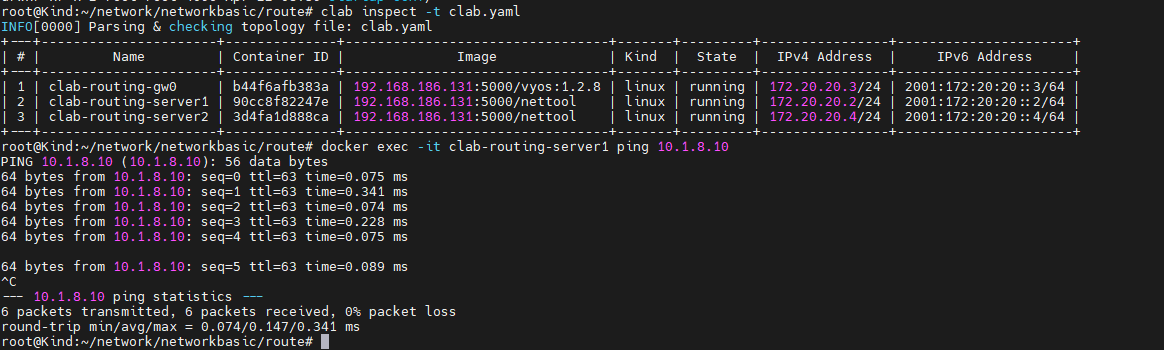 root@Kind:~/network/networkbasic/route# clab inspect -t clab.yaml
INFO[0000] Parsing & checking topology file: clab.yaml
+---+----------------------+--------------+--------------------------------+-------+---------+----------------+----------------------+
| # | Name | Container ID | Image | Kind | State | IPv4 Address | IPv6 Address |
+---+----------------------+--------------+--------------------------------+-------+---------+----------------+----------------------+
| 1 | clab-routing-gw0 | b44f6afb383a | 192.168.186.131:5000/vyos:1.2.8 | linux | running | 172.20.20.3/24 | 2001:172:20:20::3/64 |
| 2 | clab-routing-server1 | 90cc8f82247e | 192.168.186.131:5000/nettool | linux | running | 172.20.20.2/24 | 2001:172:20:20::2/64 |
| 3 | clab-routing-server2 | 3d4fa1d888ca | 192.168.186.131:5000/nettool | linux | running | 172.20.20.4/24 | 2001:172:20:20::4/64 |
+---+----------------------+--------------+--------------------------------+-------+---------+----------------+----------------------+
root@Kind:~/network/networkbasic/route# docker exec -it clab-routing-server1 ping 10.1.8.10
PING 10.1.8.10 (10.1.8.10): 56 data bytes
64 bytes from 10.1.8.10: seq=0 ttl=63 time=0.075 ms
64 bytes from 10.1.8.10: seq=1 ttl=63 time=0.341 ms
64 bytes from 10.1.8.10: seq=2 ttl=63 time=0.074 ms
64 bytes from 10.1.8.10: seq=3 ttl=63 time=0.228 ms
64 bytes from 10.1.8.10: seq=4 ttl=63 time=0.075 ms
64 bytes from 10.1.8.10: seq=5 ttl=63 time=0.089 ms
^C
--- 10.1.8.10 ping statistics ---
6 packets transmitted, 6 packets received, 0% packet loss
round-trip min/avg/max = 0.074/0.147/0.341 ms
root@Kind:~/network/networkbasic/route#